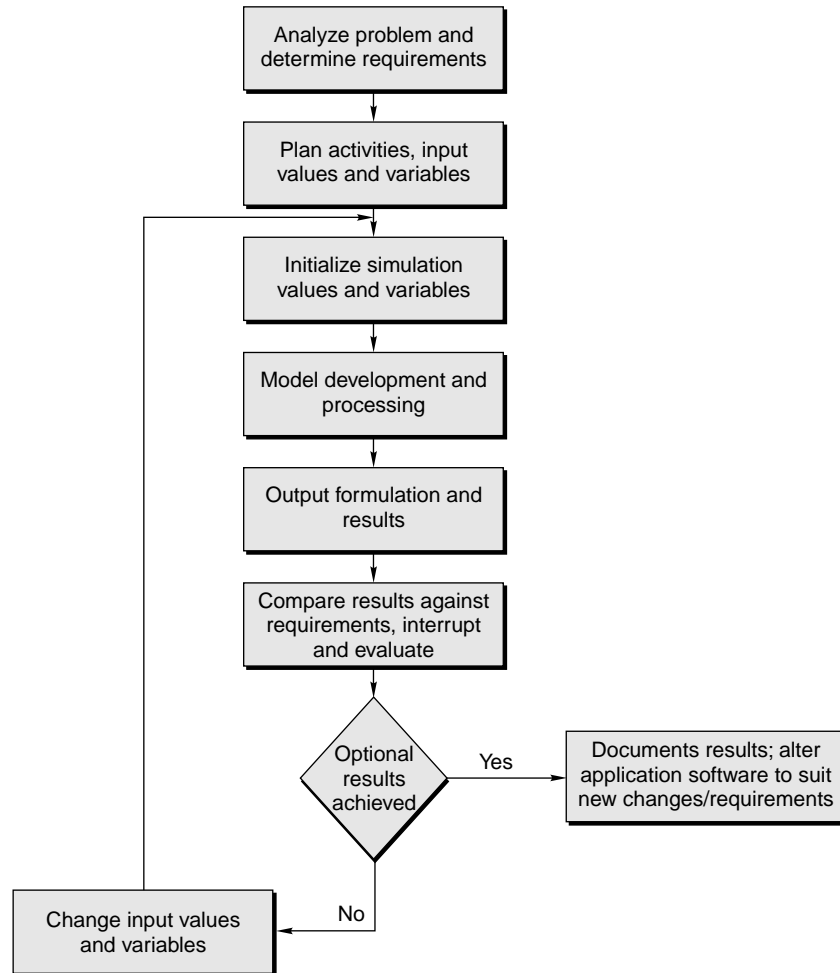 Analyze problem and
determine requirements
Plan activities, input
values and variables
Initialize simulation
values and variables
Model development and
processing
Output formulation and
results
Compare results against
requirements, interrupt
and evaluate
Optional
results
achieved
Yes
Documents results; alter
application software to suit
new changes/requirements
No
Change input values
and variables